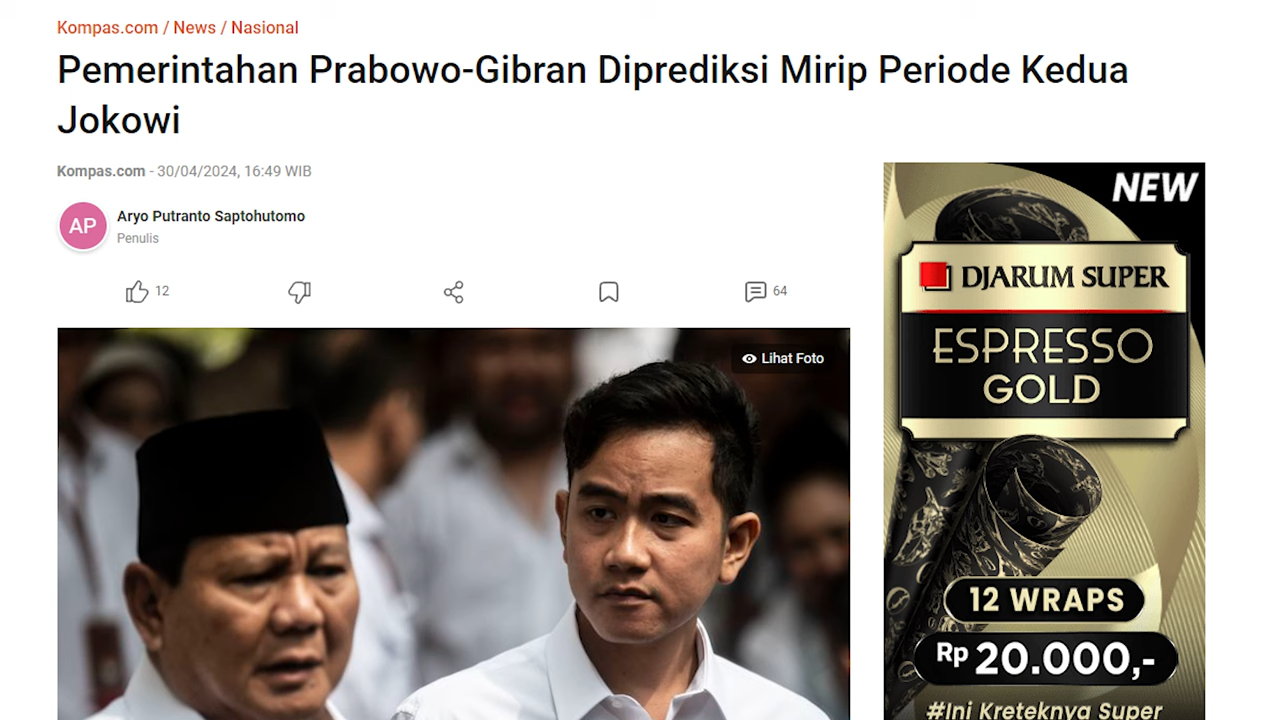 Kompas.com / News / Nasional
Pemerintahan Prabowo-Gibran Diprediksi Mirip Periode Kedua
Jokowi
Kompas.com - 30/04/2024, 16:49 WIB
AP
Aryo Putranto Saptohutomo
Penulis
12
64
Lihat Foto
NEW
DJARUM SUPER
ESPRESSO
GOLD
12 WRAPS
Rp 20.000,-
#Ini Kreteknya Super